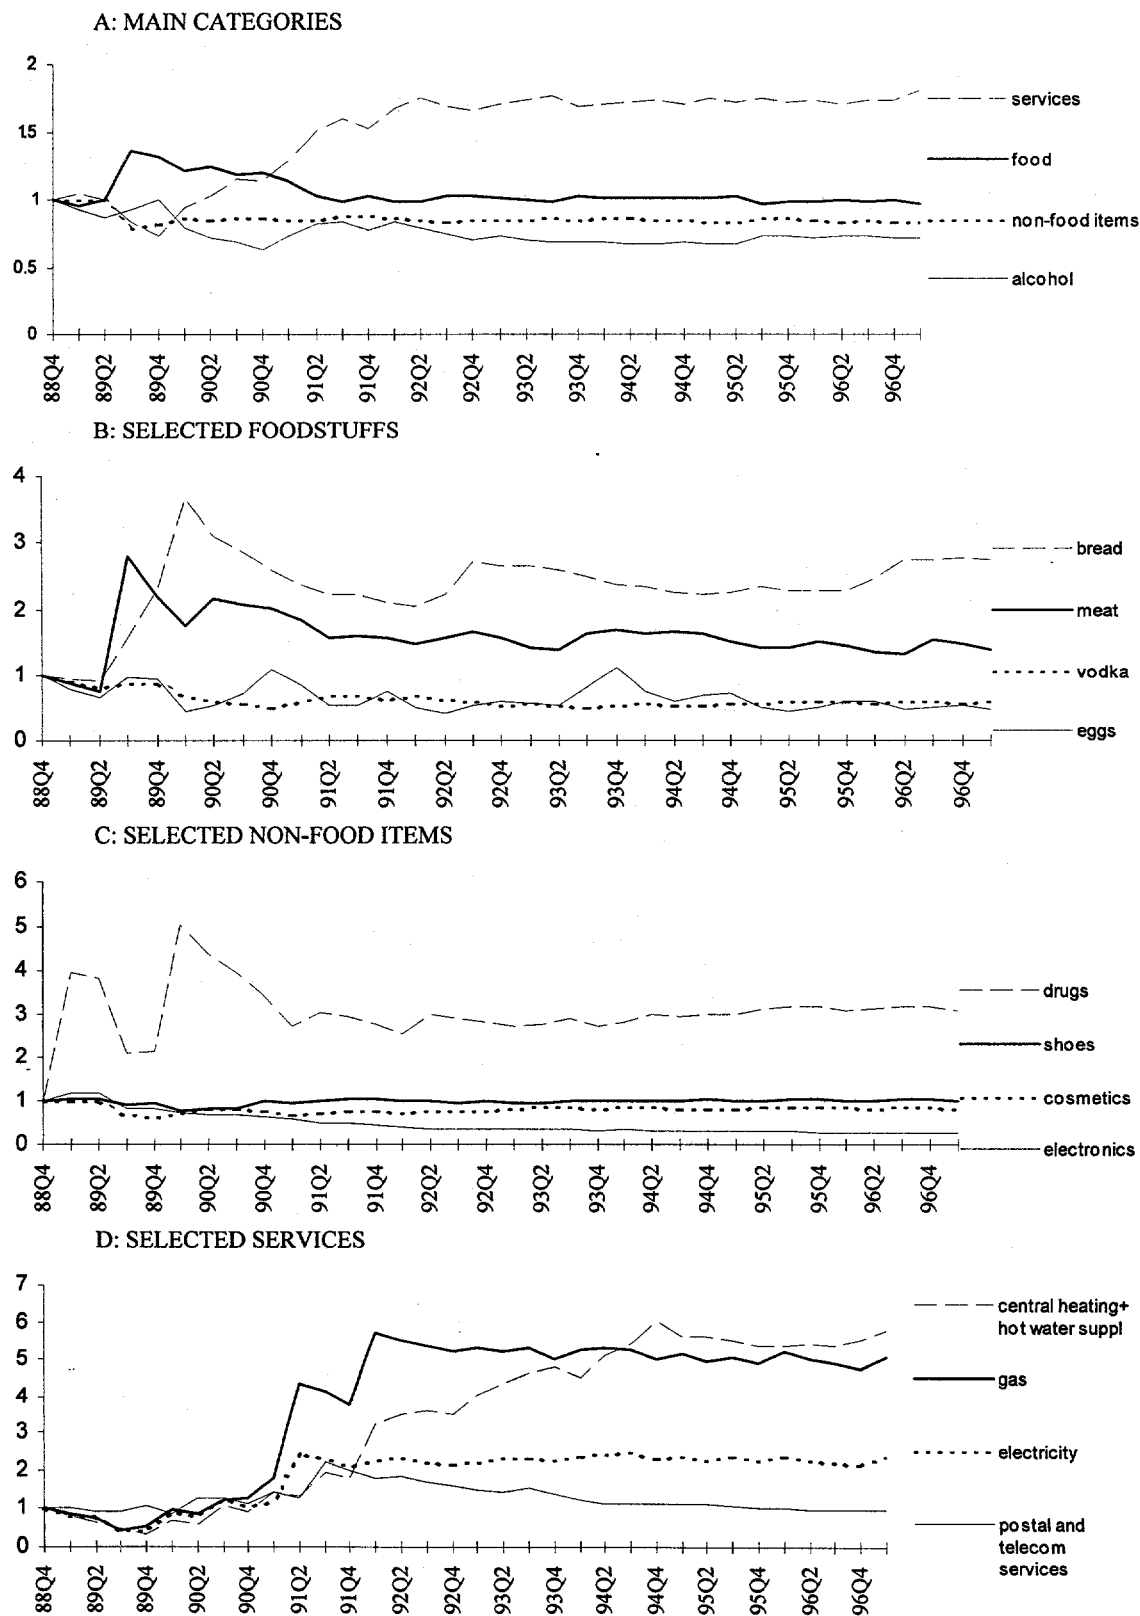 A: MAIN CATEGORIES
2
1.5
1
0.5
0
services
food
non-food items
alcohol
88Q4
89Q2
89Q4
90Q2
90Q4
91Q2
91Q4
92Q2
92Q4
93Q2
93Q4
94Q2
94Q4
95Q2
95Q4
96Q2
96Q4
B: SELECTED FOODSTUFFS
4
3
2
1
0
bread
meat
vodka
eggs
88Q4
89Q2
89Q4
90Q2
90Q4
91Q2
91Q4
92Q2
92Q4
93Q2
93Q4
94Q2
94Q4
95Q2
95Q4
96Q2
96Q4
C: SELECTED NON-FOOD ITEMS
6
5
4
3
2
1
0
drugs
shoes
cosmetics
electronics
88Q4
89Q2
89Q4
90Q2
90Q4
91Q2
91Q4
92Q2
92Q4
93Q2
93Q4
94Q2
94Q4
95Q2
95Q4
96Q2
96Q4
D: SELECTED SERVICES
7
6
5
4
3
2
1
0
central heating+
hot water suppl
gas
electricity
postal and
telecom
services
88Q4
89Q2
89Q4
90Q2
90Q4
91Q2
91Q4
92Q2
92Q4
93Q2
93Q4
94Q2
94Q4
95Q2
95Q4
96Q2
96Q4